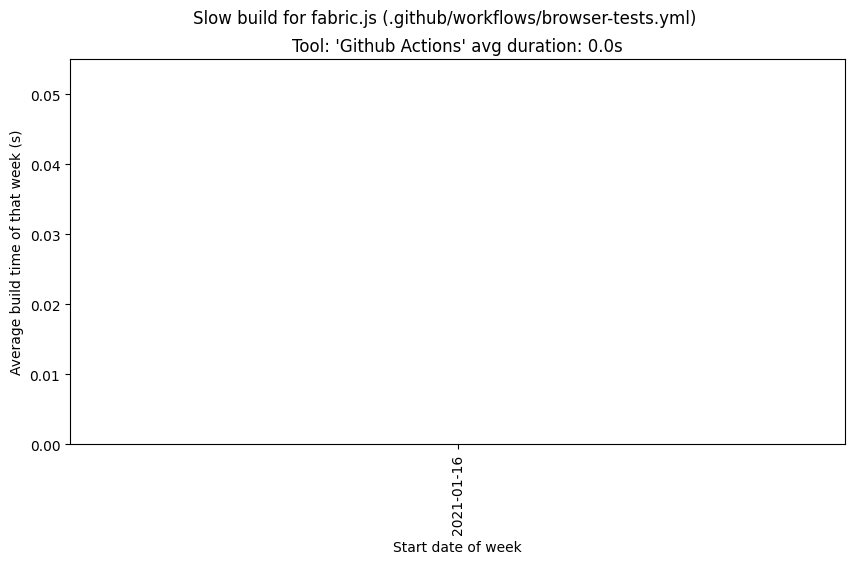 Slow build for fabric.js (.github/workflows/browser-tests.yml)
Tool: 'Github Actions' avg duration: 0.0s
Average build time of that week (s)
0.05
0.04
0.03
0.02
0.01
0.00
2021-01-16
Start date of week